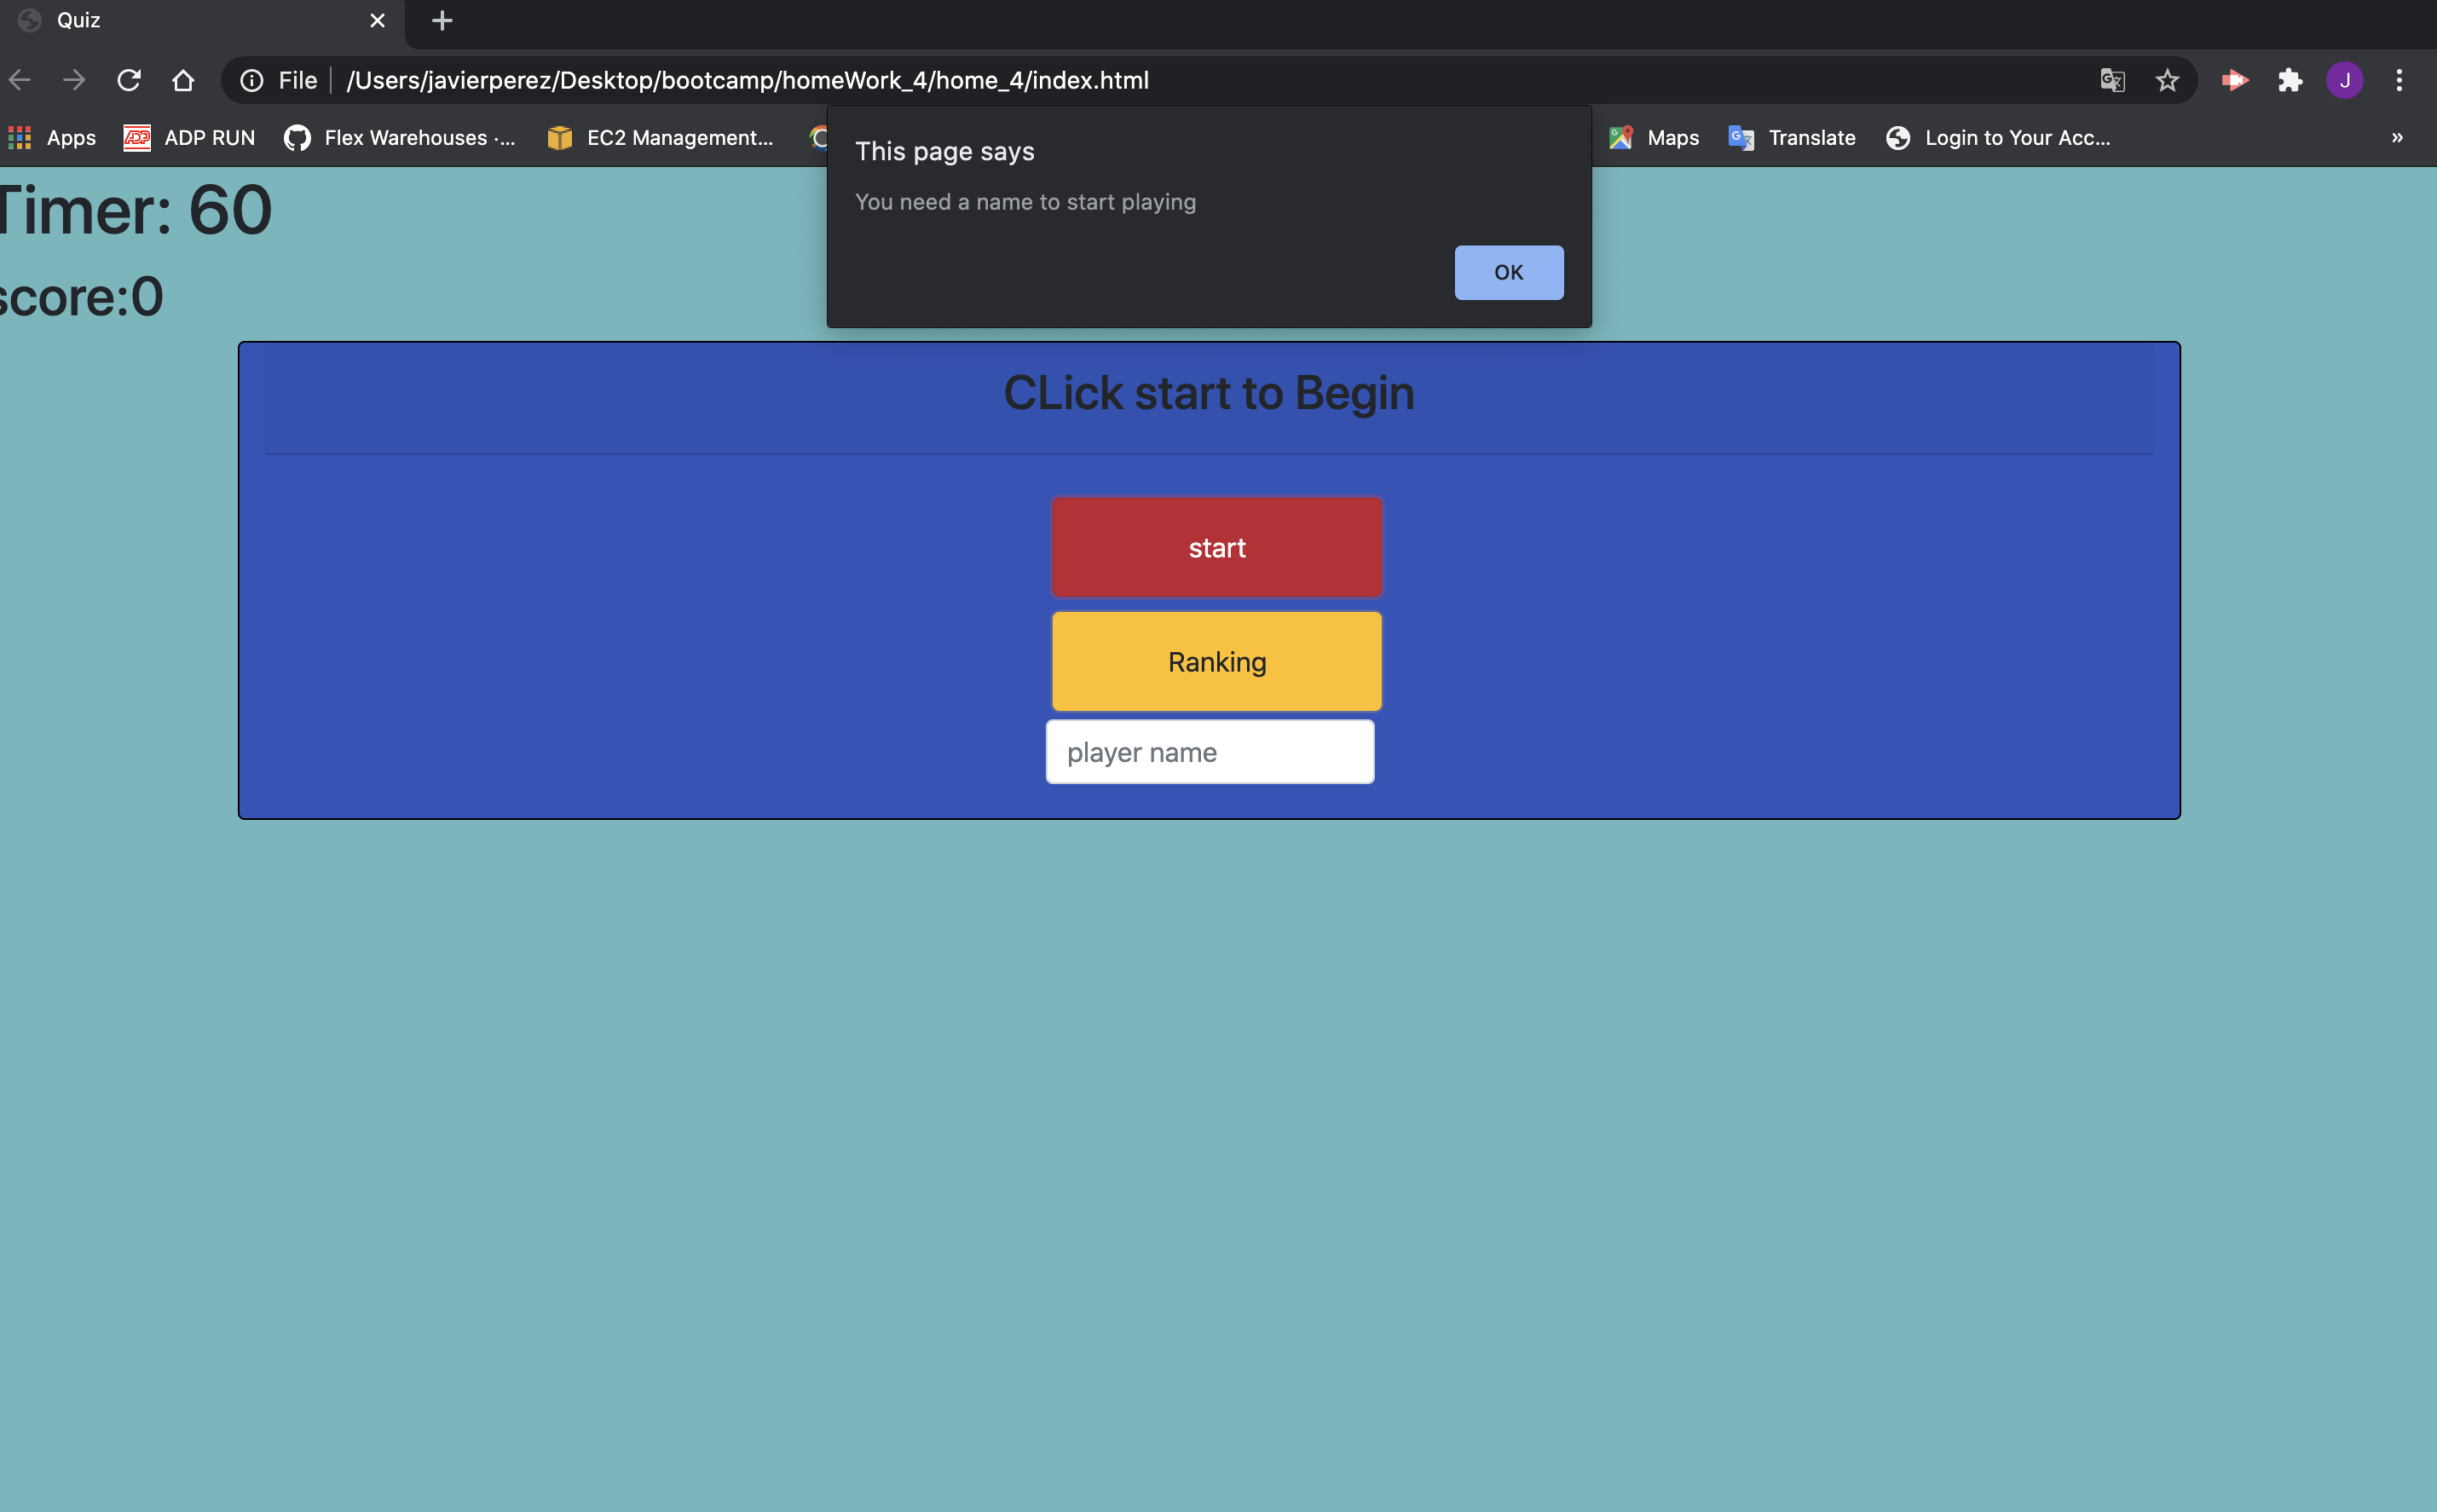 Quiz
File /Users/javierperez/Desktop/bootcamp/homeWork_4/home_4/index.html
J
Apps ADP ADP RUN Flex Warehouses ·... EC2 Management... Maps Translate Login to Your Acc... »
This page says
You need a name to start playing
OK
Timer: 60
score:0
CLick start to Begin
start
Ranking
player name